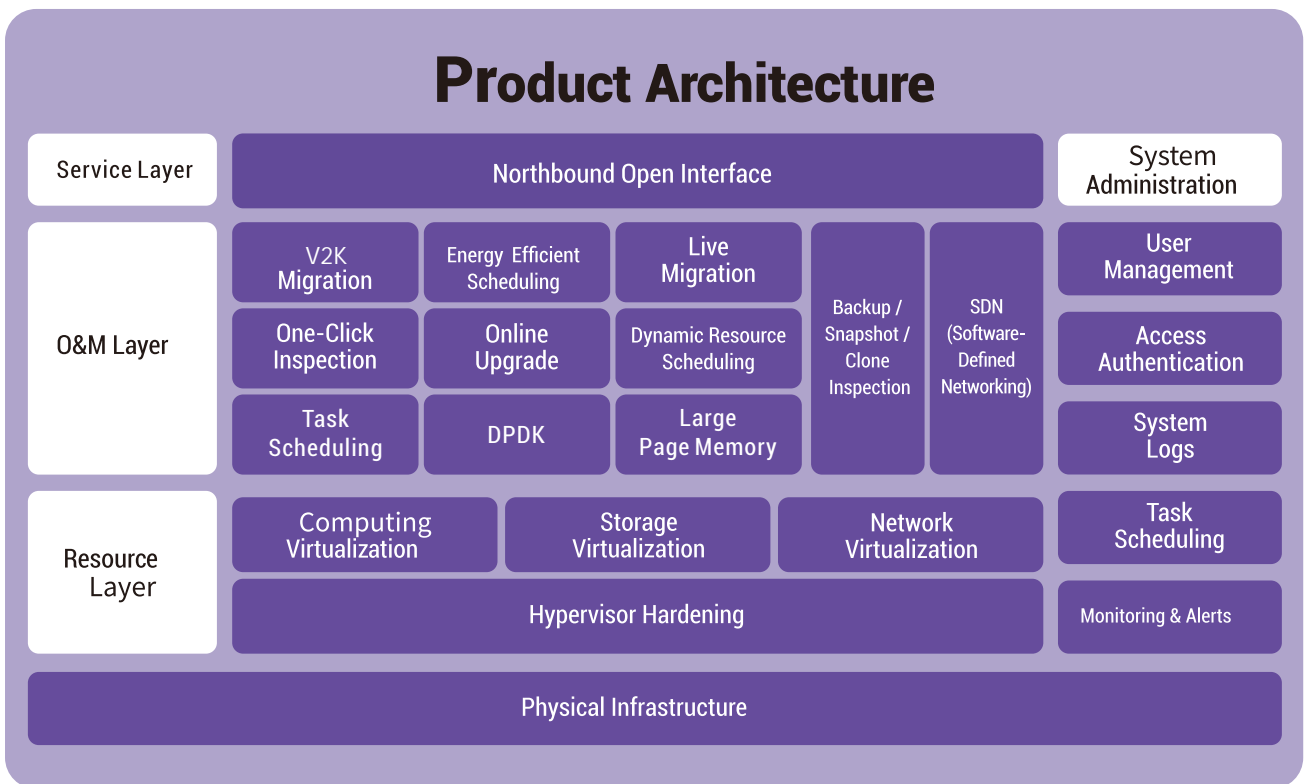 Product Architecture
Service Layer
Northbound Open Interface
System
Administration
O&M Layer
V2K
Migration
Energy Efficient
Scheduling
Live
Migration
One-Click
Inspection
Online
Upgrade
Dynamic Resource
Scheduling
Task
Scheduling
DPDK
Large
Page Memory
Backup /
Snapshot /
Clone
Inspection
SDN
(Software-
Defined
Networking)
User
Management
Access
Authentication
System
Logs
Task
Scheduling
Monitoring & Alerts
Resource
Layer
Computing
Virtualization
Storage
Virtualization
Network
Virtualization
Hypervisor Hardening
Physical Infrastructure